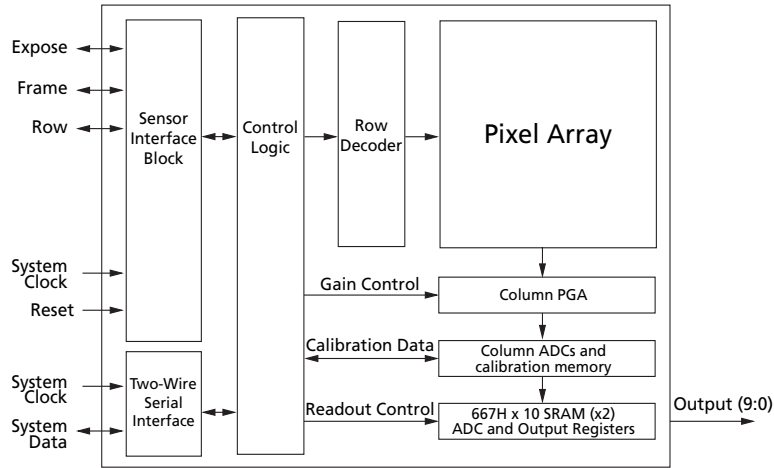 Expose
Frame
Row
Sensor
Interface
Block
Control
Logic
Row
Decoder
Pixel Array
System
Clock
Reset
Gain Control
Column PGA
Calibration Data
Column ADCs and
calibration memory
System
Clock
System
Data
Two-Wire
Serial
Interface
Readout Control
667H x 10 SRAM (x2)
ADC and Output Registers
Output (9:0)